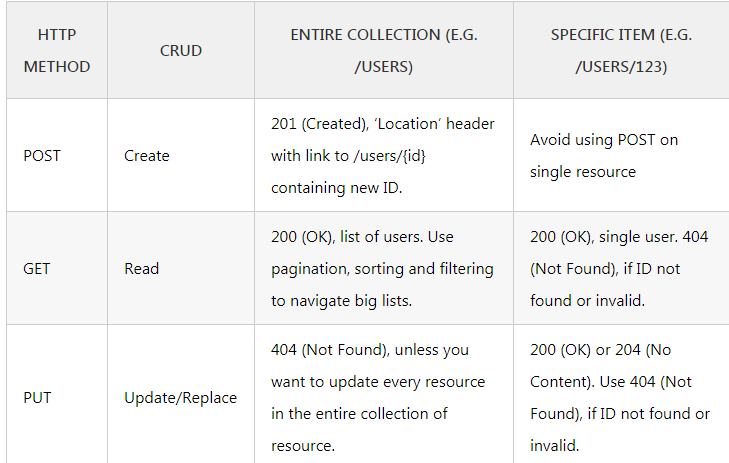 HTTP
METHOD
CRUD
ENTIRE COLLECTION (E.G.
/USERS)
SPECIFIC ITEM (E.G.
/USERS/123)
POST
Create
201 (Created), ‘Location’ header
with link to /users/{id}
containing new ID.
Avoid using POST on
single resource
GET
Read
200 (OK), list of users. Use
pagination, sorting and filtering
to navigate big lists.
200 (OK), single user. 404
(Not Found), if ID not
found or invalid.
PUT
Update/Replace
404 (Not Found), unless you
want to update every resource
in the entire collection of
resource.
200 (OK) or 204 (No
Content). Use 404 (Not
Found), if ID not found or
invalid.